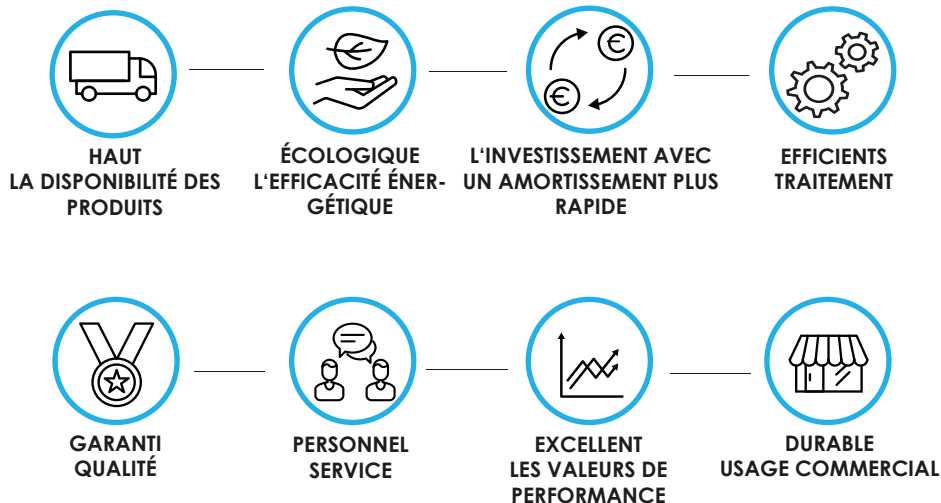 HAUT
LA DISPONIBILITÉ DES
PRODUITS
ÉCOLOGIQUE
L‘EFFICACITÉ ÉNER-
GÉTIQUE
L‘INVESTISSEMENT AVEC
UN AMORTISSEMENT PLUS
RAPIDE
EFFICIENTS
TRAITEMENT
GARANTI
QUALITÉ
PERSONNEL
SERVICE
EXCELLENT
LES VALEURS DE
PERFORMANCE
DURABLE
USAGE COMMERCIAL